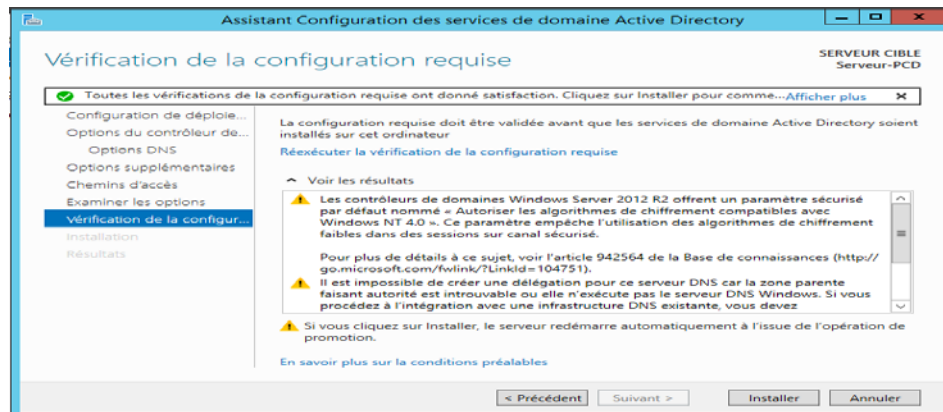 Assistant Configuration des services de domaine Active Directory
Vérification de la configuration requise
SERVEUR CIBLE
Serveur-PCD
Toutes les vérifications de la configuration requise ont donné satisfaction. Cliquez sur Installer pour comme... Afficher plus
Configuration de déploie...
Options du contrôleur de...
Options DNS
Options supplémentaires
Chemins d'accès
Examiner les options
Vérification de la configur...
Installation
Résultats
La configuration requise doit être validée avant que les services de domaine Active Directory soient
installés sur cet ordinateur
Réexécuter la vérification de la configuration requise
Voir les résultats
Les contrôleurs de domaines Windows Server 2012 R2 offrent un paramètre sécurisé
par défaut nommé « Autoriser les algorithmes de chiffrement compatibles avec
Windows NT 4.0 ». Ce paramètre empêche l'utilisation des algorithmes de chiffrement
faibles dans des sessions sur canal sécurisé.
Pour plus de détails à ce sujet, voir l'article 942564 de la Base de connaissances (http://
go.microsoft.com/fwlink/?LinkId=104751).
Il est impossible de créer une délégation pour ce serveur DNS car la zone parente
faisant autorité est introuvable ou elle n'exécute pas le serveur DNS Windows. Si vous
procédez à l'intégration avec une infrastructure DNS existante, vous devez
Si vous cliquez sur Installer, le serveur redémarre automatiquement à l'issue de l'opération de
promotion.
En savoir plus sur la conditions préalables
< Précédent
Suivant >
Installer
Annuler